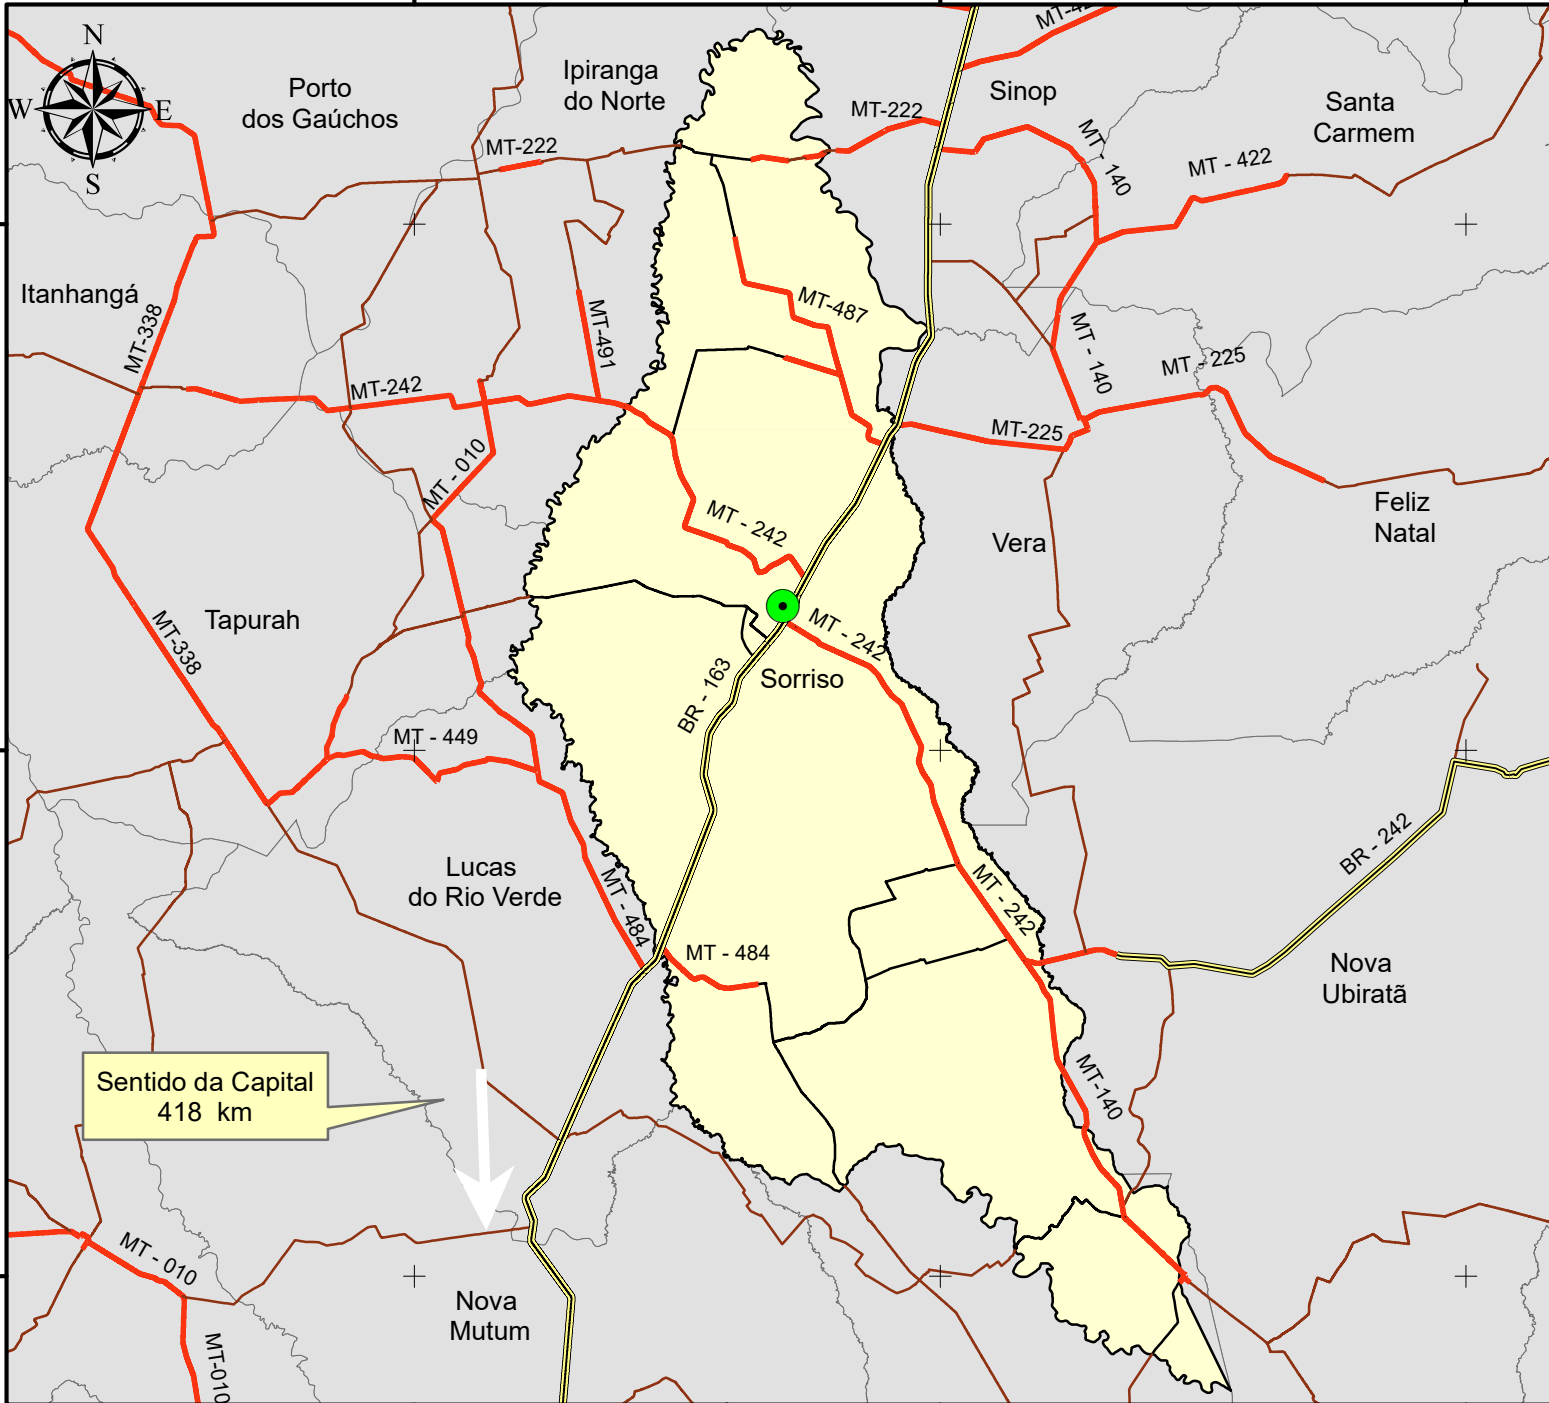 N
W
E
S
Porto
dos Gaúchos
Ipiranga
do Norte
MT-222
MT-222
Sinop
Santa
Carmem
MT - 140
MT - 422
Itanhangá
MT-338
MT-491
MT-487
MT - 140
MT - 225
MT-242
MT-225
MT - 010
MT - 242
Vera
Feliz
Natal
Tapurah
MT-338
MT - 242
BR - 163
Sorriso
MT - 449
BR - 242
Lucas
do Rio Verde
MT - 484
MT - 484
MT - 242
Nova
Ubiratã
Sentido da Capital
418 km
MT-140
MT - 010
Nova
Mutum
MT-010